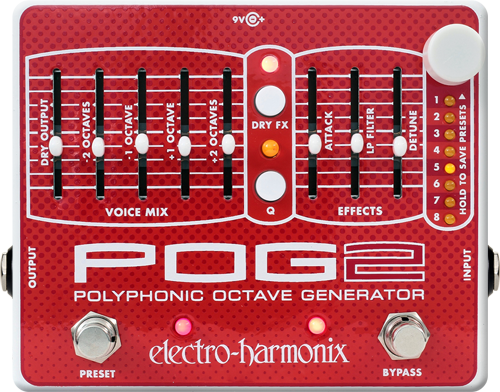 9V
DRY OUTPUT
-2 OCTAVES
-1 OCTAVE
+1 OCTAVE
+2 OCTAVES
DRY FX
Q
ATTACK
LP FILTER
DETUNE
1
2
3
4
5
6
7
8
HOLD TO SAVE PRESETS
VOICE MIX
EFFECTS
OUTPUT
INPUT
POG2
POLYPHONIC OCTAVE GENERATOR
PRESET
electro-harmonix
BYPASS